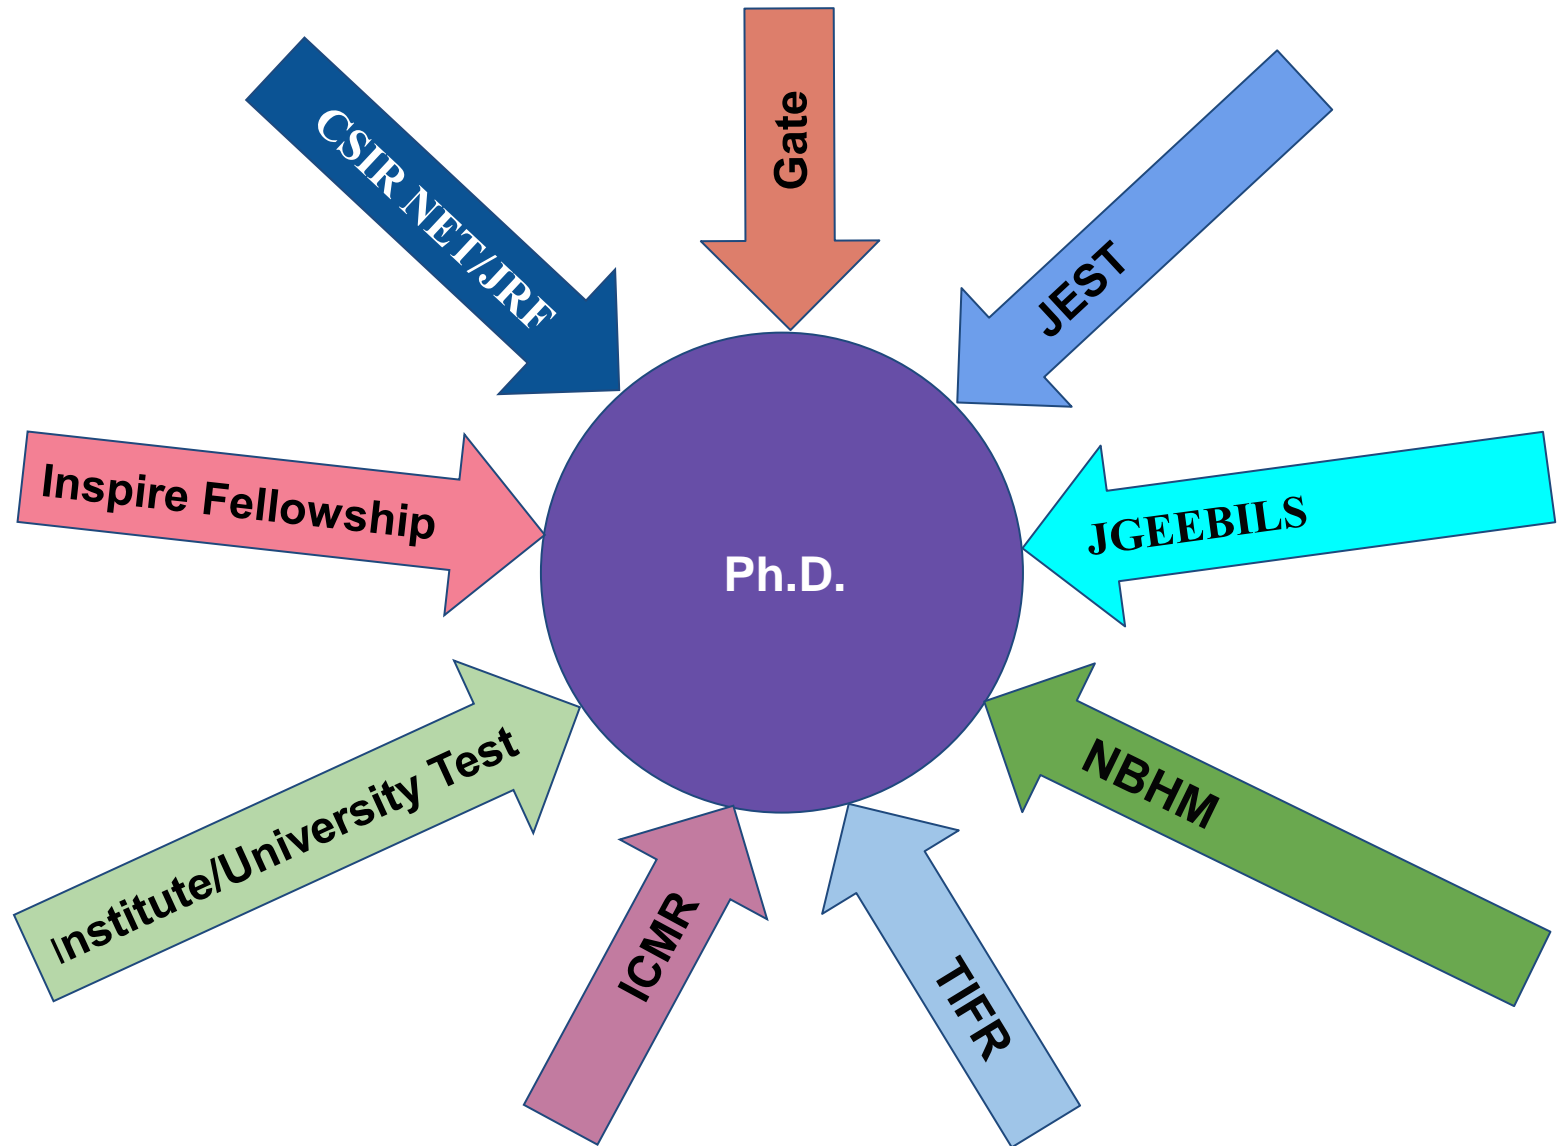 Gate
CSIR NET/JRF
JEST
Inspire Fellowship
JGEEBILS
Ph.D.
Institute/University Test
NBHM
ICMR
TIFR